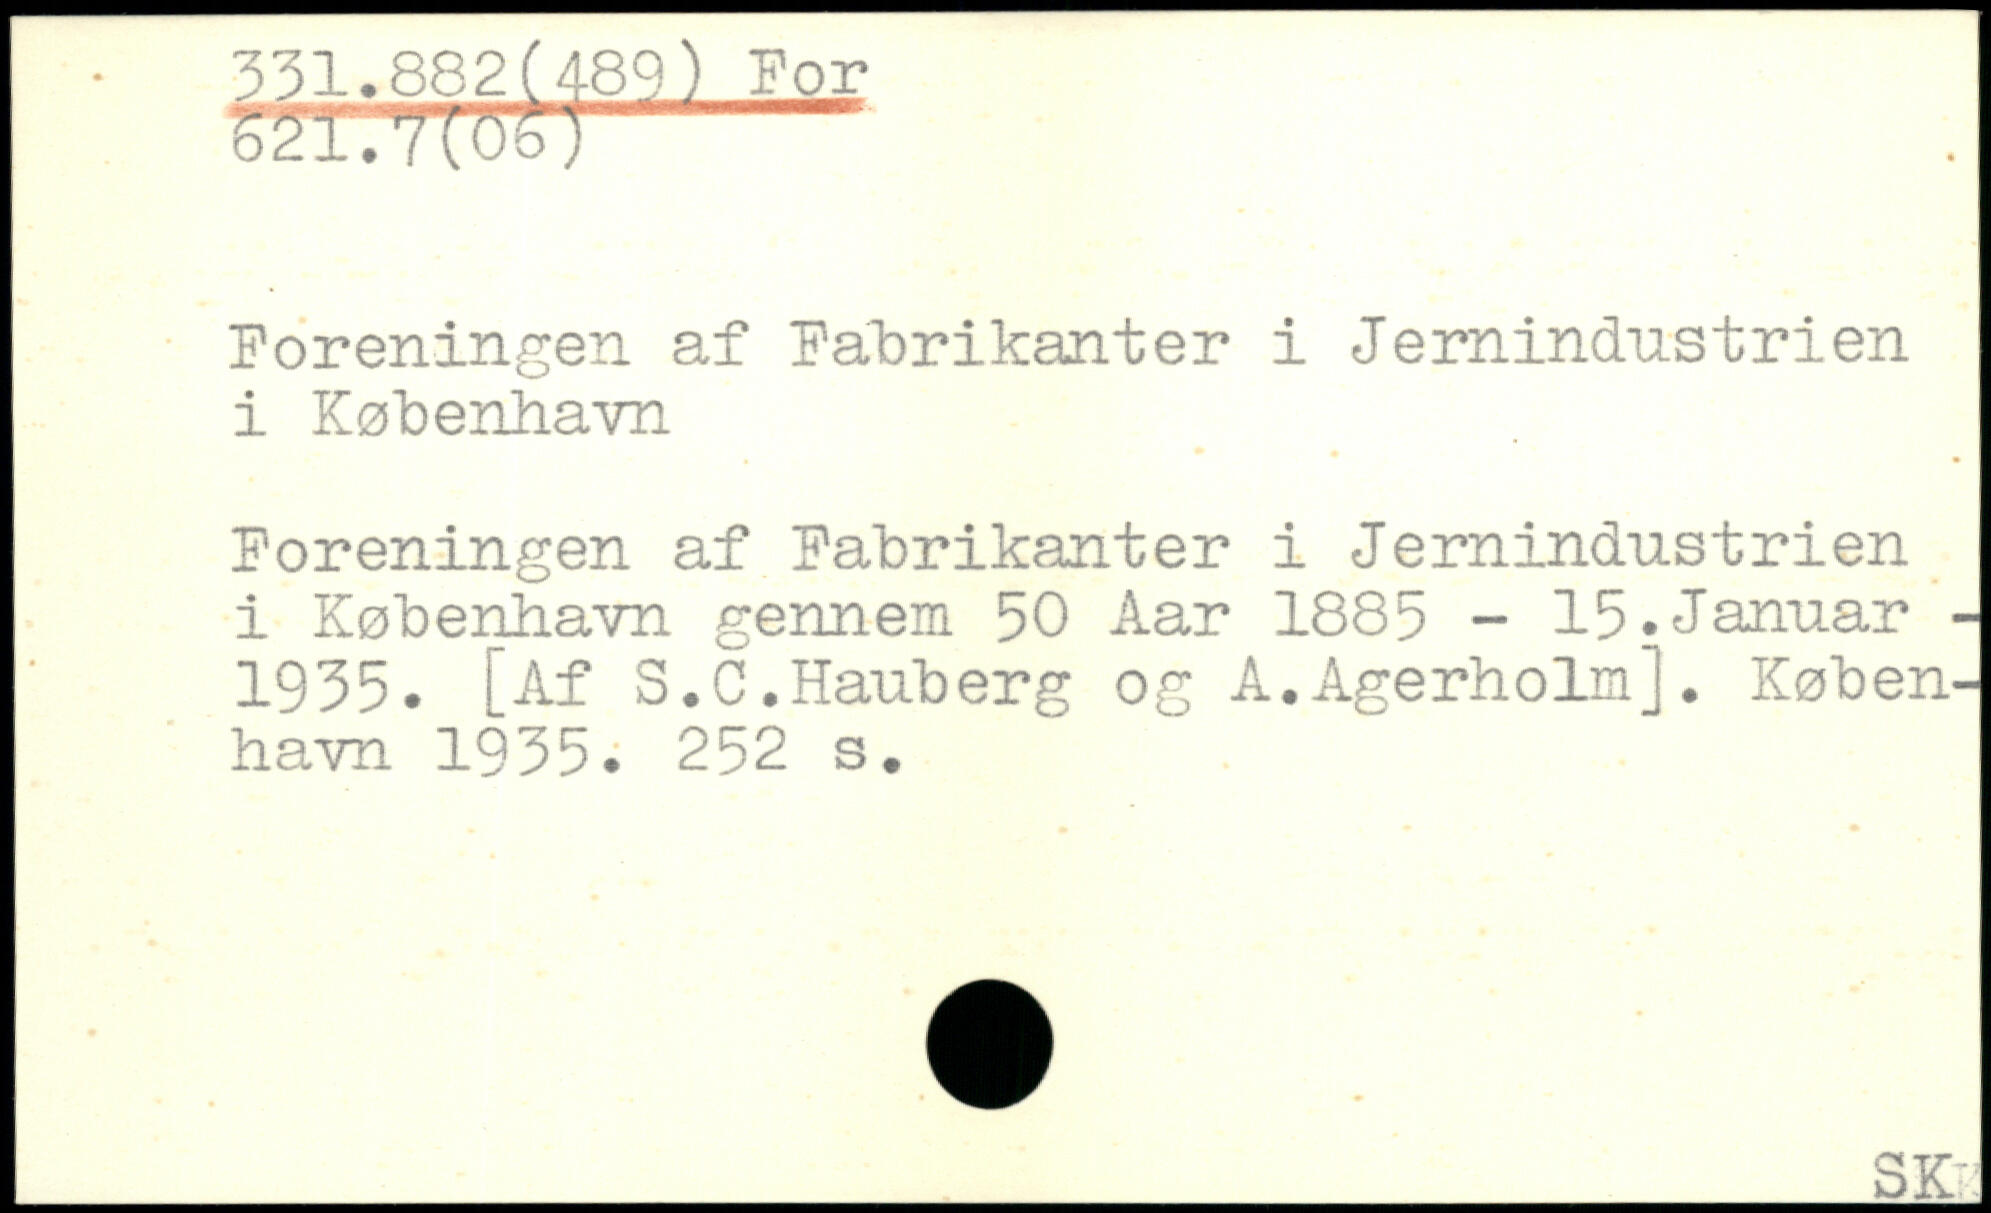 331.882(489) For
621.7(06)
Foreningen af Fabrikanter i Jernindustrien
i København
Foreningen af Fabrikanter i Jernindustrien
i København gennem 50 Aar 1885 - 15.Januar -
1935. [Af S.C.Hauberg og A.Agerholm]. Køben-
havn 1935. 252 s.
SKK